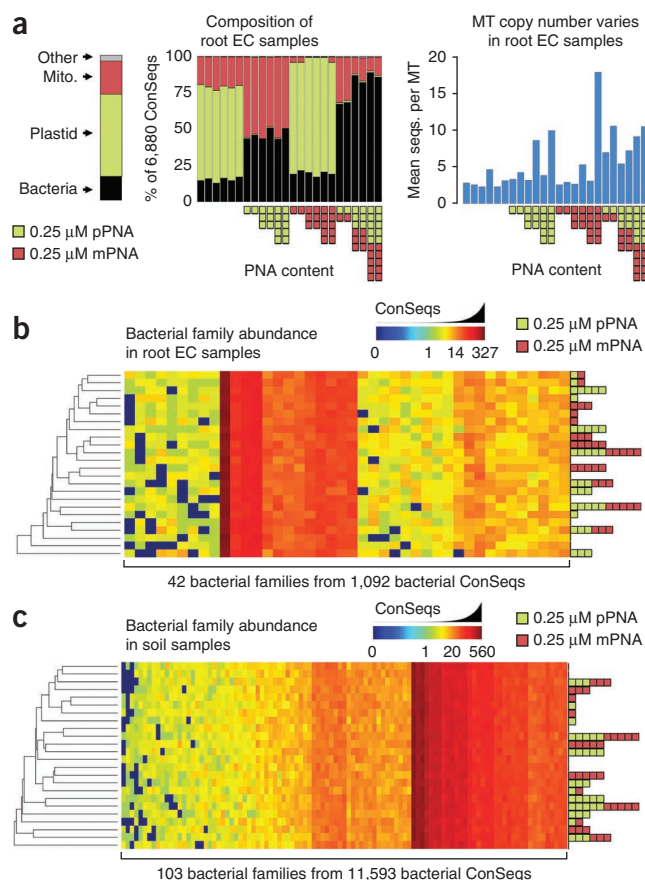 a
Composition of
root EC samples
MT copy number varies
in root EC samples
Other
Mito.
Plastid
Bacteria
% of 6,880 ConSeqs
100
75
50
25
0
Mean seqs. per MT
20
15
10
5
0
0.25 µM pPNA
0.25 µM mPNA
PNA content
PNA content
b
Bacterial family abundance
in root EC samples
ConSeqs
0 1 14 327
0.25 µM pPNA
0.25 µM mPNA
42 bacterial families from 1,092 bacterial ConSeqs
c
Bacterial family abundance
in soil samples
ConSeqs
0 1 20 560
0.25 µM pPNA
0.25 µM mPNA
103 bacterial families from 11,593 bacterial ConSeqs